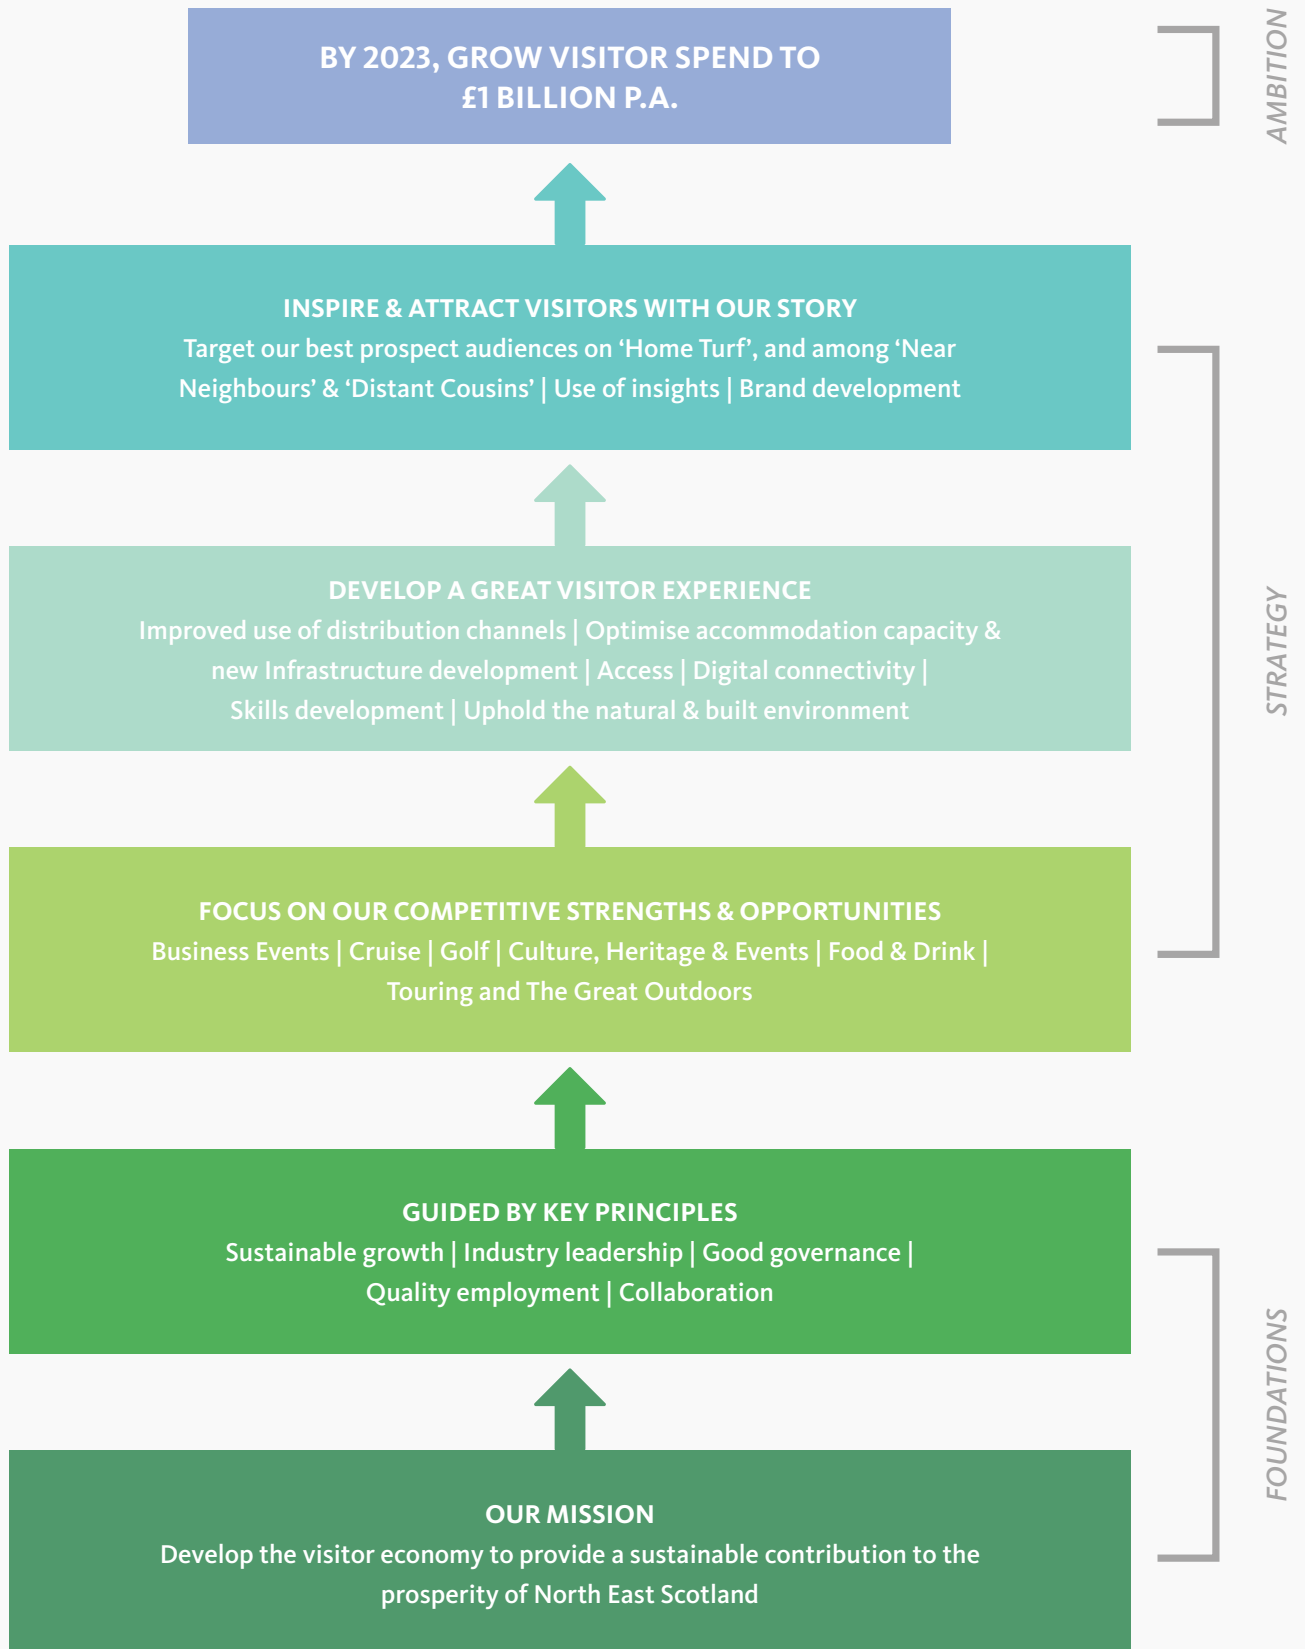 BY 2023, GROW VISITOR SPEND TO
£1 BILLION P.A.
AMBITION
INSPIRE & ATTRACT VISITORS WITH OUR STORY
Target our best prospect audiences on ‘Home Turf’, and among ‘Near
Neighbours’ & ‘Distant Cousins’ | Use of insights | Brand development
DEVELOP A GREAT VISITOR EXPERIENCE
Improved use of distribution channels | Optimise accommodation capacity &
new Infrastructure development | Access | Digital connectivity |
Skills development | Uphold the natural & built environment
STRATEGY
FOCUS ON OUR COMPETITIVE STRENGTHS & OPPORTUNITIES
Business Events | Cruise | Golf | Culture, Heritage & Events | Food & Drink |
Touring and The Great Outdoors
GUIDED BY KEY PRINCIPLES
Sustainable growth | Industry leadership | Good governance |
Quality employment | Collaboration
FOUNDATIONS
OUR MISSION
Develop the visitor economy to provide a sustainable contribution to the
prosperity of North East Scotland